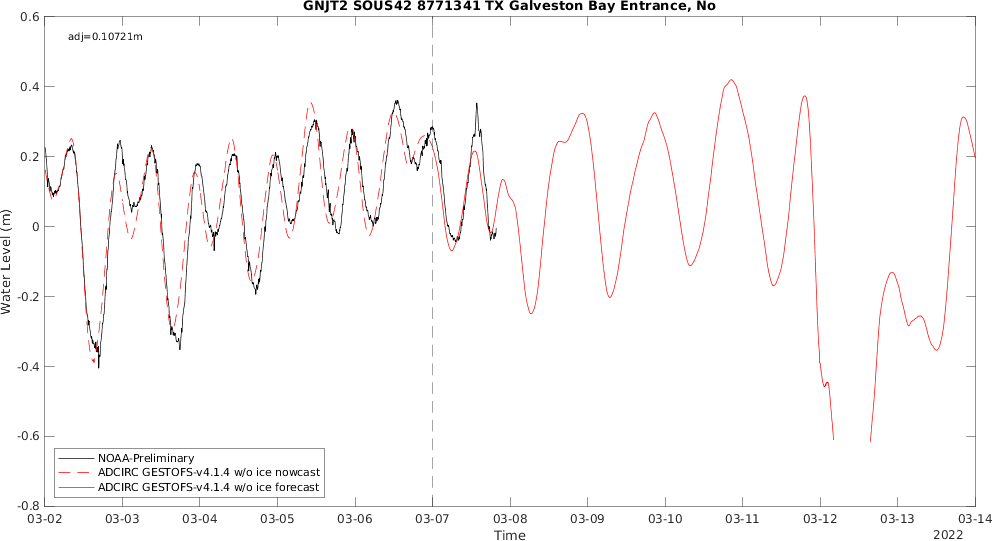 GNJT2 SOUS42 8771341 TX Galveston Bay Entrance, No
adj=0.10721m
0.6
0.4
0.2
0
-0.2
-0.4
-0.6
-0.8
Water Level (m)
NOAA-Preliminary
ADCIRC GESTOFS-v4.1.4 w/o ice nowcast
ADCIRC GESTOFS-v4.1.4 w/o ice forecast
03-02 03-03 03-04 03-05 03-06 03-07 03-08 03-09 03-10 03-11 03-12 03-13 03-14
Time
2022